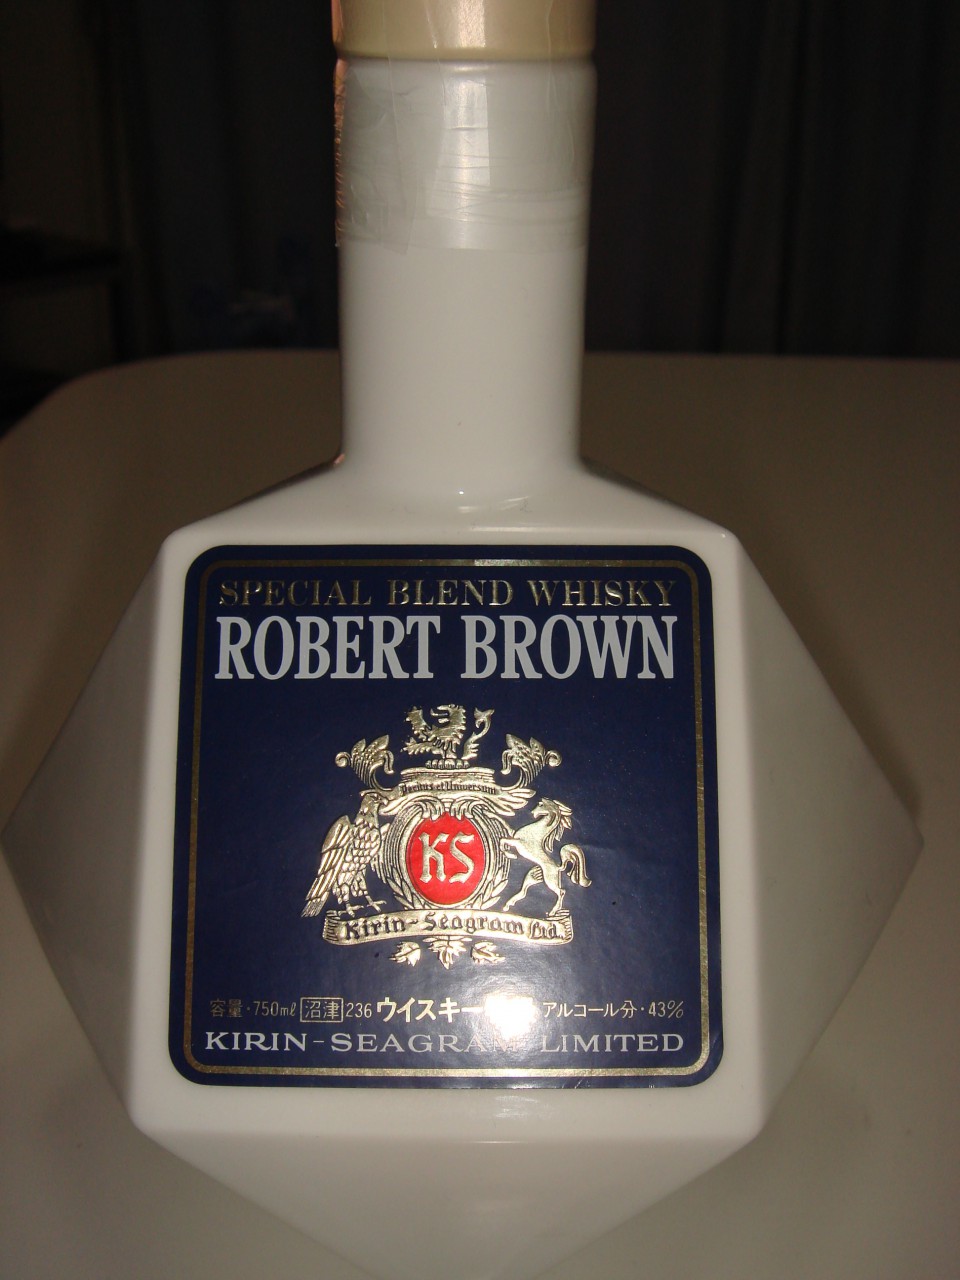 SPECIAL BLEND WHISKY
ROBERT BROWN
KS
Kirin-Seagram Ltd.
容量・750ml 沼津 236 ウイスキー アルコール分・43%
KIRIN-SEAGRAM LIMITED